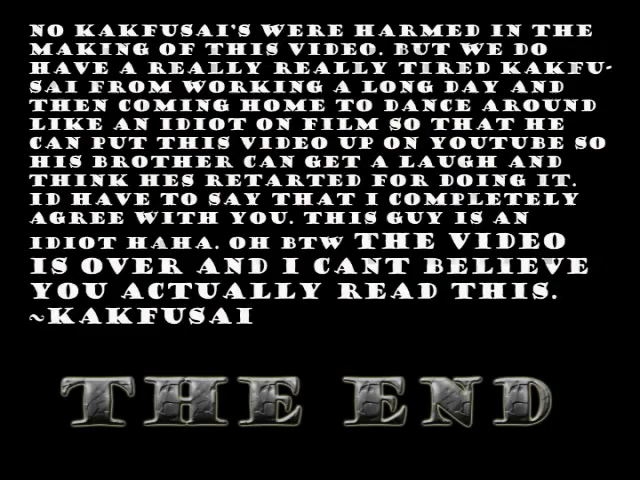 NO KAKFUSAI'S WERE HARMED IN THE
MAKING OF THIS VIDEO. BUT WE DO
HAVE A REALLY REALLY TIRED KAKFU-
SAI FROM WORKING A LONG DAY AND
THEN COMING HOME TO DANCE AROUND
LIKE AN IDIOT ON FILM SO THAT HE
CAN PUT THIS VIDEO UP ON YOUTUBE SO
HIS BROTHER CAN GET A LAUGH AND
THINK HES RETARTED FOR DOING IT.
ID HAVE TO SAY THAT I COMPLETELY
AGREE WITH YOU. THIS GUY IS AN
IDIOT HAHA. OH BTW THE VIDEO
IS OVER AND I CANT BELIEVE
YOU ACTUALLY READ THIS.
~KAKFUSAI
THE END